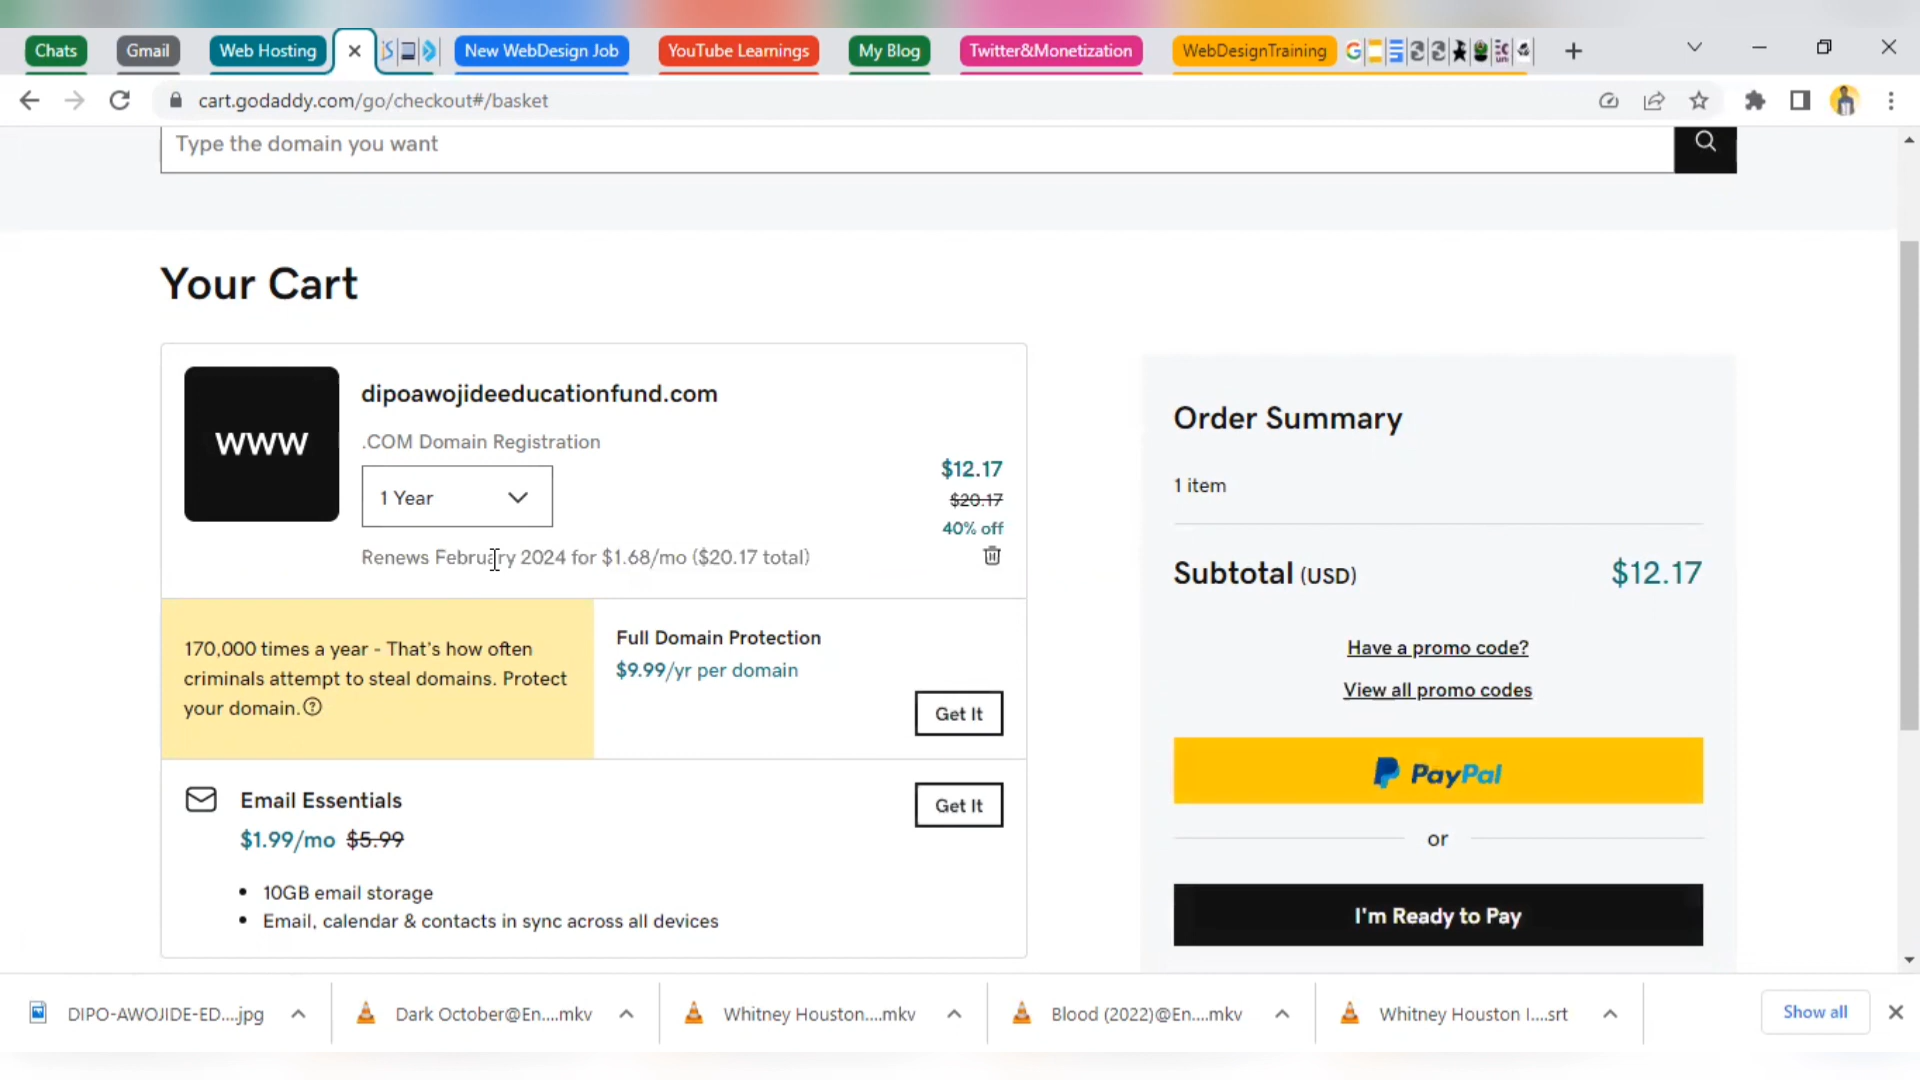 Chats
Gmail
Web Hosting
New WebDesign Job
YouTube Learnings
My Blog
Twitter&Monetization
WebDesignTraining
cart.godaddy.com/go/checkout#/basket
Type the domain you want
Your Cart
www
dipoawojideeducationfund.com
.COM Domain Registration
1 Year
$12.17
$20.17
40% off
Renews February 2024 for $1.68/mo ($20.17 total)
170,000 times a year - That's how often
criminals attempt to steal domains. Protect
your domain.
Full Domain Protection
$9.99/yr per domain
Get It
Email Essentials
$1.99/mo $5.99
Get It
10GB email storage
Email, calendar & contacts in sync across all devices
Order Summary
1 item
Subtotal (USD) $12.17
Have a promo code?
View all promo codes
PayPal
or
I'm Ready to Pay
DIPO-AWOJIDE-ED....jpg
Dark October@En....mkv
Whitney Houston....mkv
Blood (2022)@En....mkv
Whitney Houston I....srt
Show all